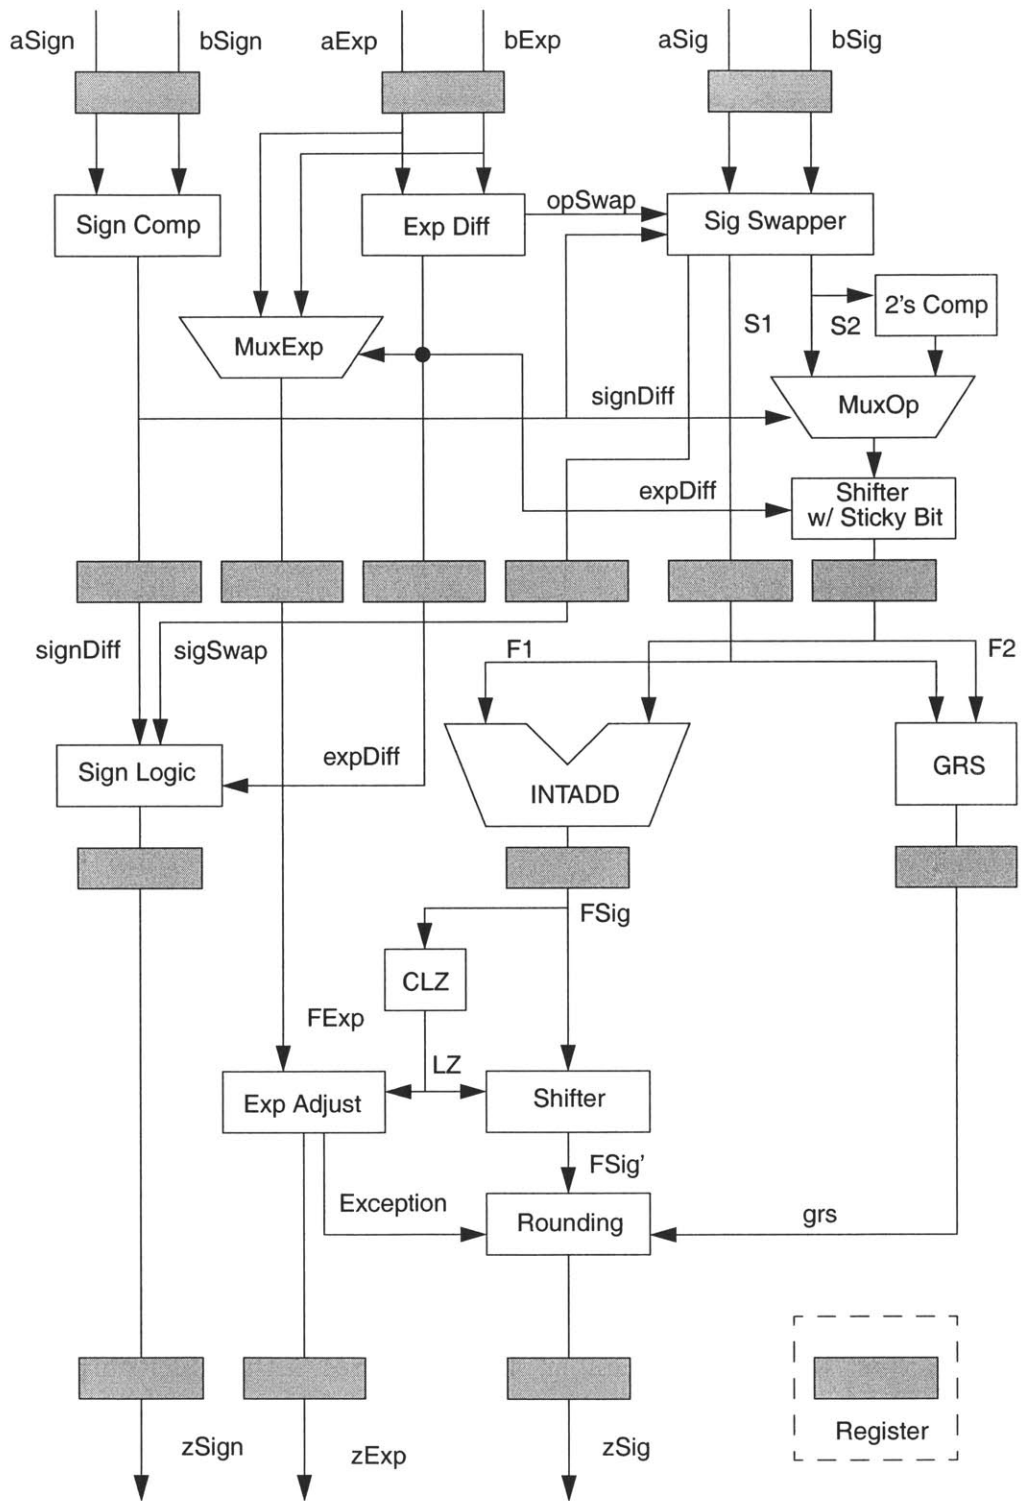 aSign
bSign
aExp
bExp
aSig
bSig
Sign Comp
Exp Diff
opSwap
Sig Swapper
S1
S2
2's Comp
MuxExp
MuxOp
signDiff
expDiff
Shifter
w/ Sticky Bit
signDiff
sigSwap
F1
F2
Sign Logic
expDiff
INTADD
GRS
FSig
CLZ
FExp
LZ
Exp Adjust
Shifter
FSig'
Exception
Rounding
grs
Register
zSign
zExp
zSig